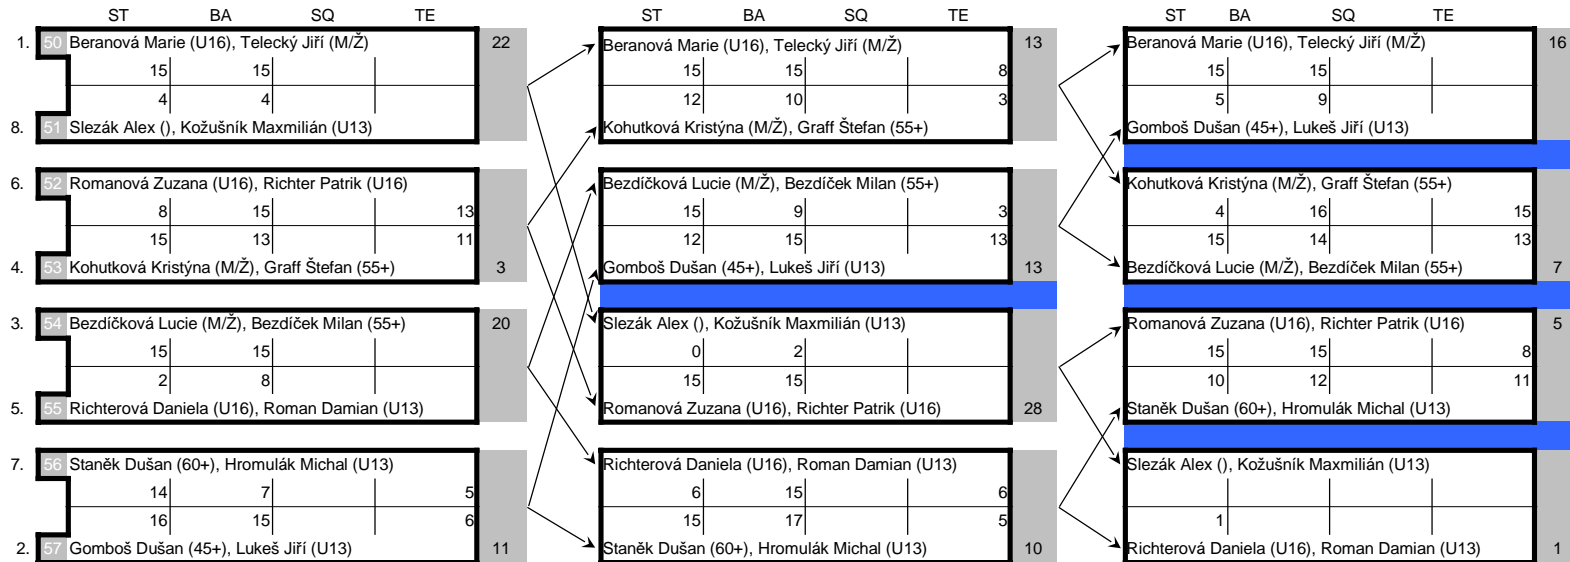 ST BA SQ TE ST BA SQ TE ST BA SQ TE
1. 50 Beranová Marie (U16), Telecký Jiří (M/Ž) 22
15 15
4 4
8. 51 Slezák Alex (), Kožušník Maxmilián (U13)
6. 52 Romanová Zuzana (U16), Richter Patrik (U16)
8 15 13
15 13 11
4. 53 Kohutková Kristýna (M/Ž), Graff Štefan (55+) 3
3. 54 Bezdíčková Lucie (M/Ž), Bezdíček Milan (55+) 20
15 15
2 8
5. 55 Richterová Daniela (U16), Roman Damian (U13)
7. 56 Staněk Dušan (60+), Hromulák Michal (U13)
14 7 5
16 15 6
2. 57 Gomboš Dušan (45+), Lukeš Jiří (U13) 11
Beranová Marie (U16), Telecký Jiří (M/Ž) 13
15 15 8
12 10 3
Kohutková Kristýna (M/Ž), Graff Štefan (55+)
Bezdíčková Lucie (M/Ž), Bezdíček Milan (55+)
15 9 3
12 15 13
Gomboš Dušan (45+), Lukeš Jiří (U13) 13
Slezák Alex (), Kožušník Maxmilián (U13)
0 2
15 15
Romanová Zuzana (U16), Richter Patrik (U16) 28
Richterová Daniela (U16), Roman Damian (U13)
6 15 6
15 17 5
Staněk Dušan (60+), Hromulák Michal (U13) 10
Beranová Marie (U16), Telecký Jiří (M/Ž) 16
15 15
5 9
Gomboš Dušan (45+), Lukeš Jiří (U13)
Kohutková Kristýna (M/Ž), Graff Štefan (55+)
4 16 15
15 14 13
Bezdíčková Lucie (M/Ž), Bezdíček Milan (55+) 7
Romanová Zuzana (U16), Richter Patrik (U16) 5
15 15 8
10 12 11
Staněk Dušan (60+), Hromulák Michal (U13)
Slezák Alex (), Kožušník Maxmilián (U13)
1
Richterová Daniela (U16), Roman Damian (U13) 1